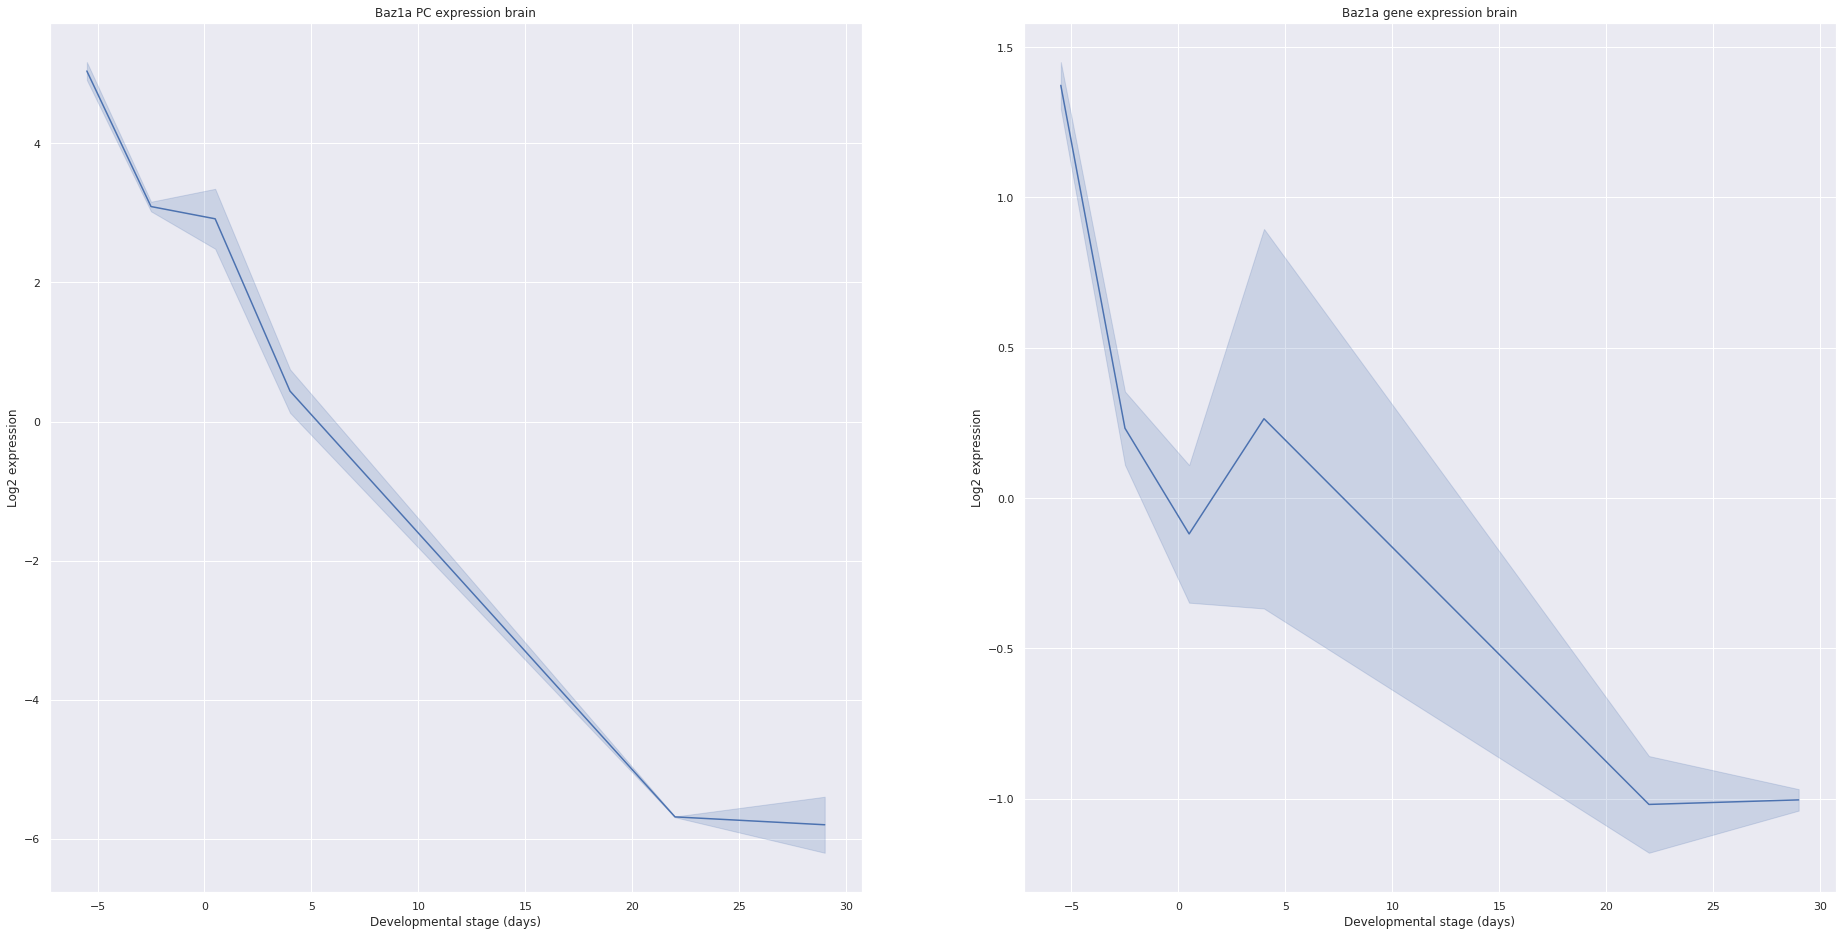 Baz1a PC expression brain
Log2 expression
4
2
0
−2
−4
−6
−5 0 5 10 15 20 25 30
Developmental stage (days)
Baz1a gene expression brain
Log2 expression
1.5
1.0
0.5
0.0
−0.5
−1.0
−5 0 5 10 15 20 25 30
Developmental stage (days)